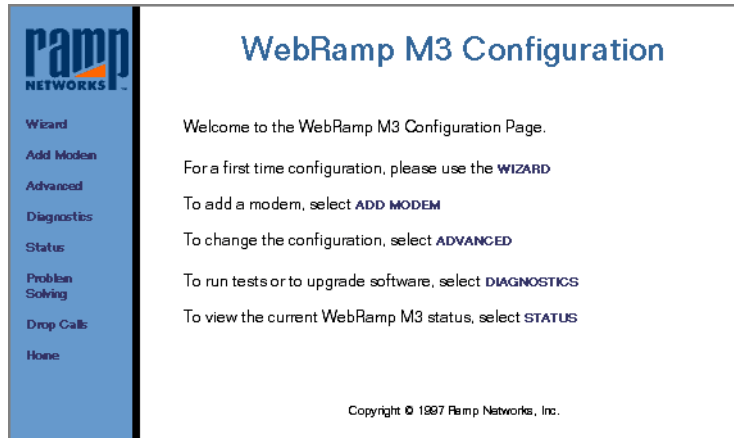 ramp
NETWORKS
Wizard
Add Modem
Advanced
Diagnostics
Status
Problem
Solving
Drop Calls
Home
WebRamp M3 Configuration
Welcome to the WebRamp M3 Configuration Page.
For a first time configuration, please use the WIZARD
To add a modem, select ADD MODEM
To change the configuration, select ADVANCED
To run tests or to upgrade software, select DIAGNOSTICS
To view the current WebRamp M3 status, select STATUS
Copyright © 1997 Ramp Networks, Inc.